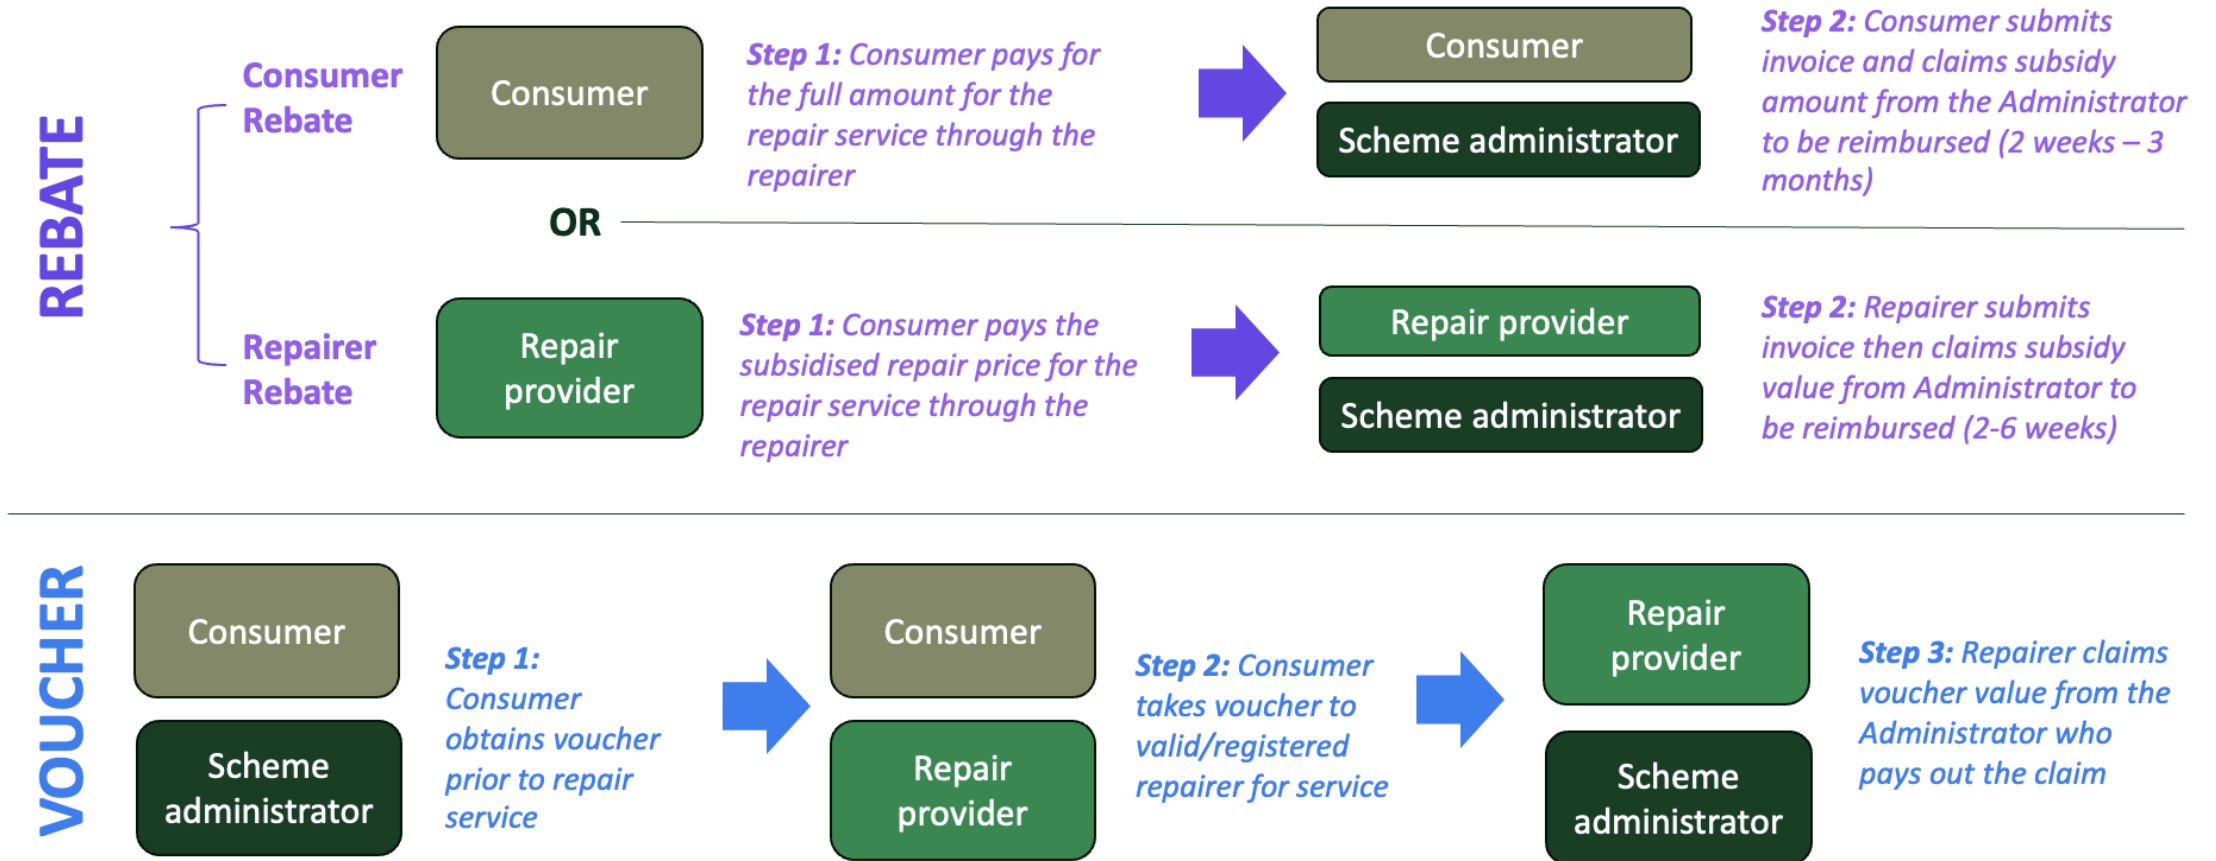 REBATE
Consumer
Rebate
Consumer
Step 1: Consumer pays for
the full amount for the
repair service through the
repairer
Consumer
Scheme administrator
Step 2: Consumer submits
invoice and claims subsidy
amount from the Administrator
to be reimbursed (2 weeks – 3
months)
OR
Repairer
Rebate
Repair
provider
Step 1: Consumer pays the
subsidised repair price for the
repair service through the
repairer
Repair provider
Scheme administrator
Step 2: Repairer submits
invoice then claims subsidy
value from Administrator to
be reimbursed (2-6 weeks)
VOUCHER
Consumer
Scheme
administrator
Step 1:
Consumer
obtains voucher
prior to repair
service
Consumer
Repair
provider
Step 2: Consumer
takes voucher to
valid/registered
repairer for service
Repair
provider
Scheme
administrator
Step 3: Repairer claims
voucher value from the
Administrator who
pays out the claim